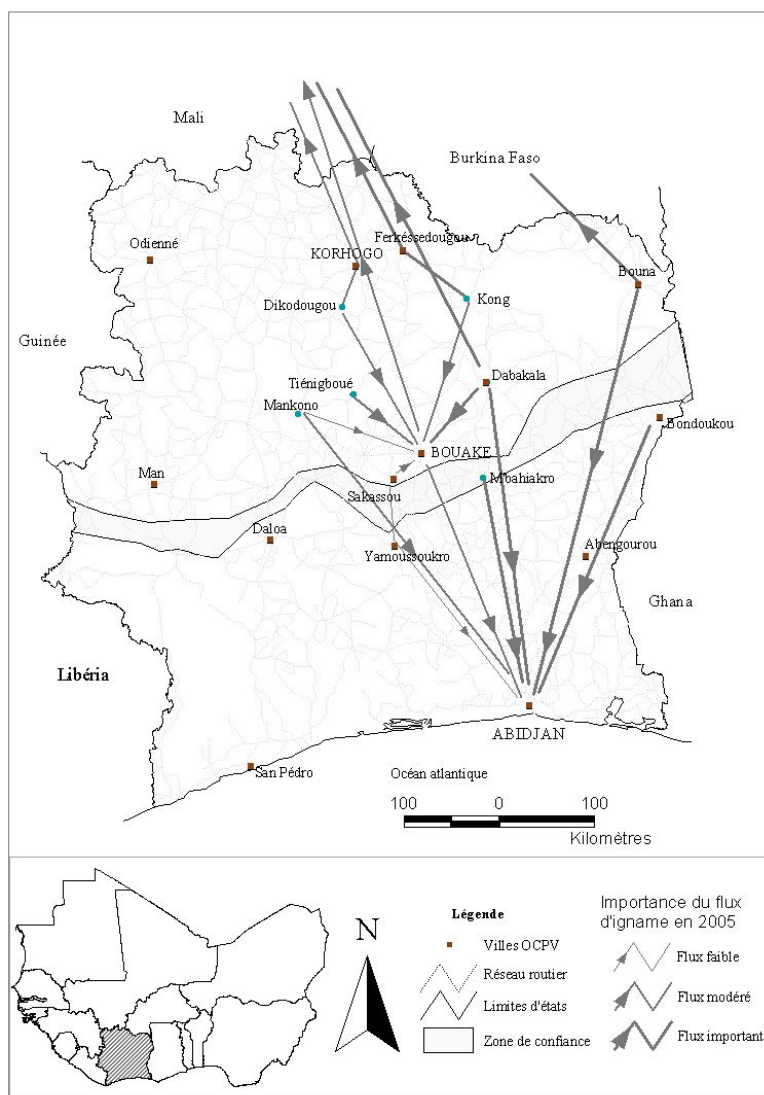 Mali
Burkina Faso
Odienné
Ferkéssedougou
KORHOGO
Bouna
Dikodougou
Kong
Guinée
Tiénigboué
Dabakala
Mankono
Bondoukou
BOUAKE
Man
Sakassou
M'bahiakro
Daloa
Yamoussoukro
Abengourou
Ghana
Libéria
ABIDJAN
San Pédro
Océan atlantique
100 0 100
Kilomètres
N
Légende
Villes OCPV
Réseau routier
Limites d'états
Zone de confiance
Importance du flux
d'igname en 2005
Flux faible
Flux modéré
Flux important